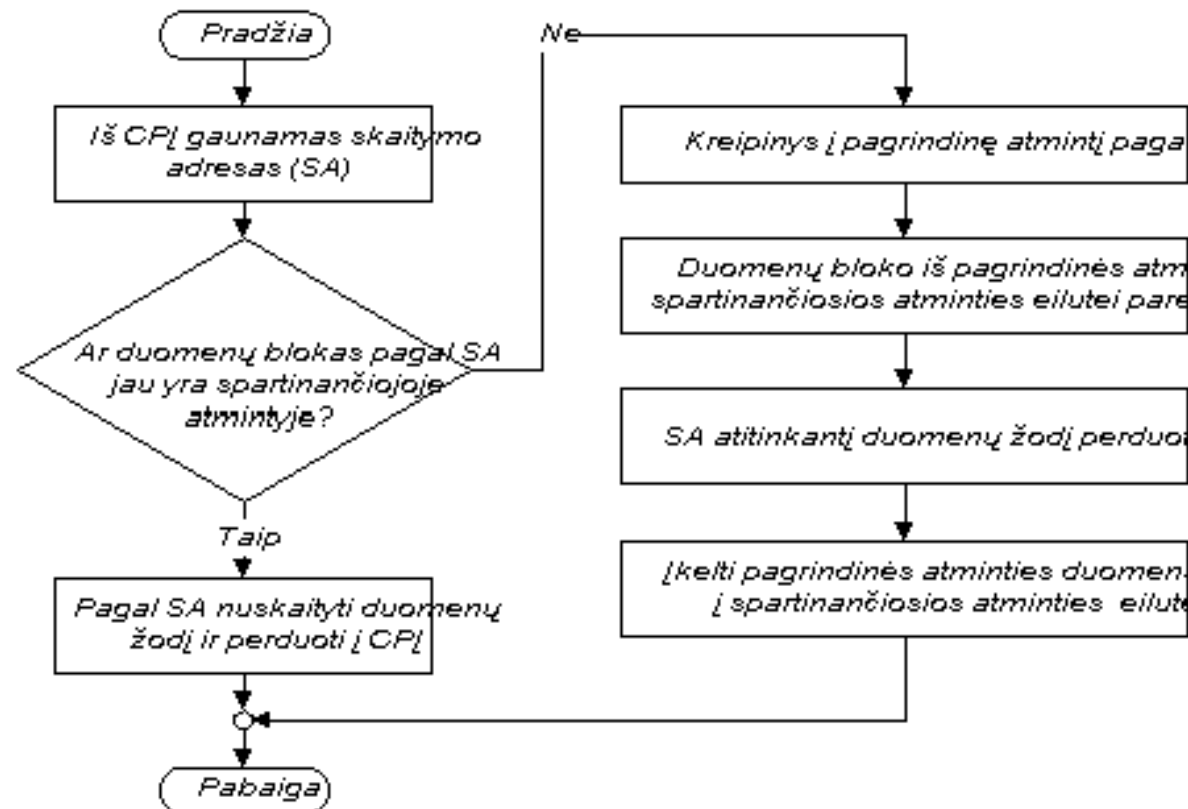 Pradžia
Iš CPĮ gaunamas skaitymo
adresas (SA)
Ar duomenų blokas pagal SA
jau yra spartinančiojoje
atmintyje?
Taip
Pagal SA nuskaityti duomenų
žodį ir perduoti į CPĮ
Pabaiga
Ne
Kreipinys į pagrindinę atmintį
Duomenų bloko iš pagrindinės
spartinančiosios atminties eilutei
SA atitinkantį duomenų žodį
Įkelti pagrindinės atminties
į spartinančiosios atminties